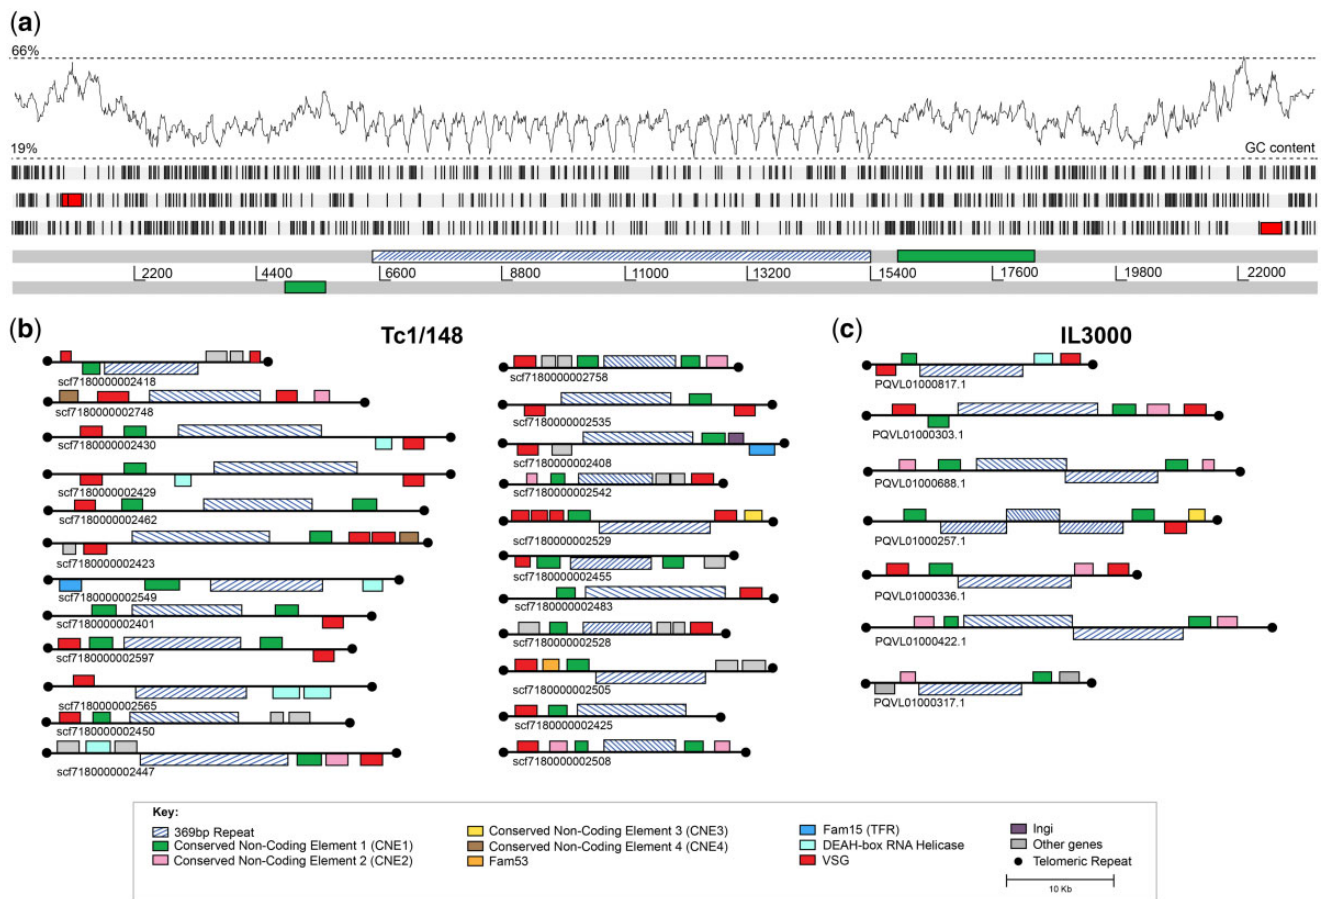 (a)
66%
19%
GC content
2200 4400 6600 8800 11000 13200 15400 17600 19800 22000
(b)
Tc1/148
scf7180000002418
scf7180000002748
scf7180000002430
scf7180000002429
scf7180000002462
scf7180000002423
scf7180000002549
scf7180000002401
scf7180000002597
scf7180000002565
scf7180000002450
scf7180000002447
scf7180000002758
scf7180000002535
scf7180000002408
scf7180000002542
scf7180000002529
scf7180000002455
scf7180000002483
scf7180000002528
scf7180000002505
scf7180000002425
scf7180000002508
(c)
IL3000
PQVL01000817.1
PQVL01000303.1
PQVL01000688.1
PQVL01000257.1
PQVL01000336.1
PQVL01000422.1
PQVL01000317.1
Key:
369bp Repeat
Conserved Non-Coding Element 1 (CNE1)
Conserved Non-Coding Element 2 (CNE2)
Conserved Non-Coding Element 3 (CNE3)
Conserved Non-Coding Element 4 (CNE4)
Fam53
Fam15 (TFR)
DEAH-box RNA Helicase
VSG
Ingi
Other genes
Telomeric Repeat
10 Kb